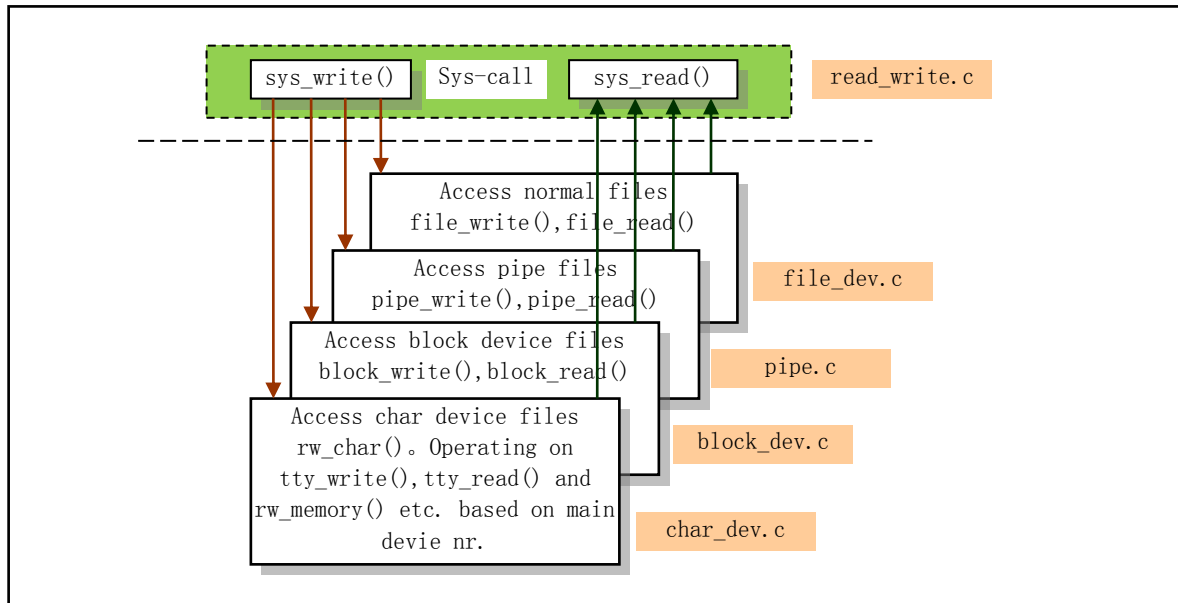 sys_write()
Sys-call
sys_read()
read_write.c
Access normal files
file_write(),file_read()
file_dev.c
Access pipe files
pipe_write(),pipe_read()
pipe.c
Access block device files
block_write(),block_read()
block_dev.c
Access char device files
rw_char()。Operating on
tty_write(),tty_read() and
rw_memory() etc. based on main
devie nr.
char_dev.c